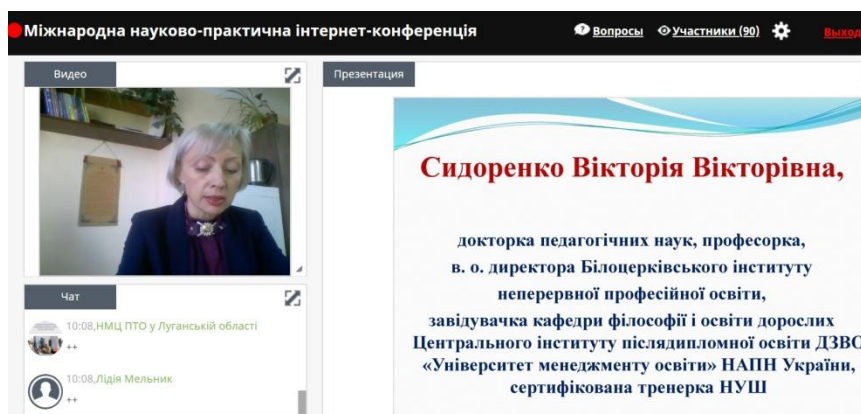 Міжнародна науково-практична інтернет-конференція
Вопросы
Участники (90)
Выход
Видео
Презентация
Сидоренко Вікторія Вікторівна,
докторка педагогічних наук, професорка,
в. о. директора Білоцерківського інституту
неперервної професійної освіти,
завідувачка кафедри філософії і освіти дорослих
Центрального інституту післядипломної освіти ДЗВО
«Університет менеджменту освіти» НАПН України,
сертифікована тренерка НУШ
Чат
10:08,НМЦ ПТО у Луганській області
++
10:08,Лідія Мельник
++